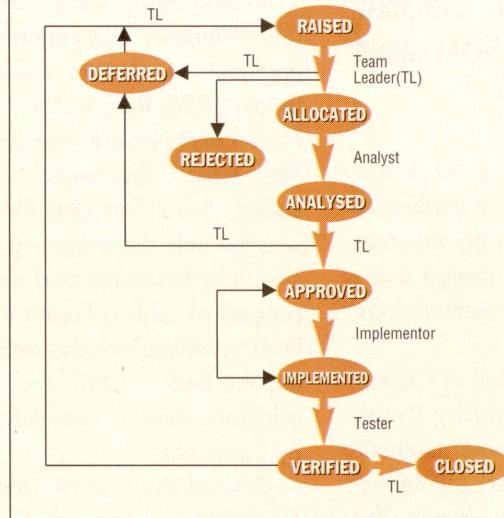 TL
RAISED
DEFERRED
TL
Team
Leader(TL)
ALLOCATED
REJECTED
Analyst
ANALYSED
TL
TL
APPROVED
Implementor
IMPLEMENTED
Tester
VERIFIED
CLOSED
TL